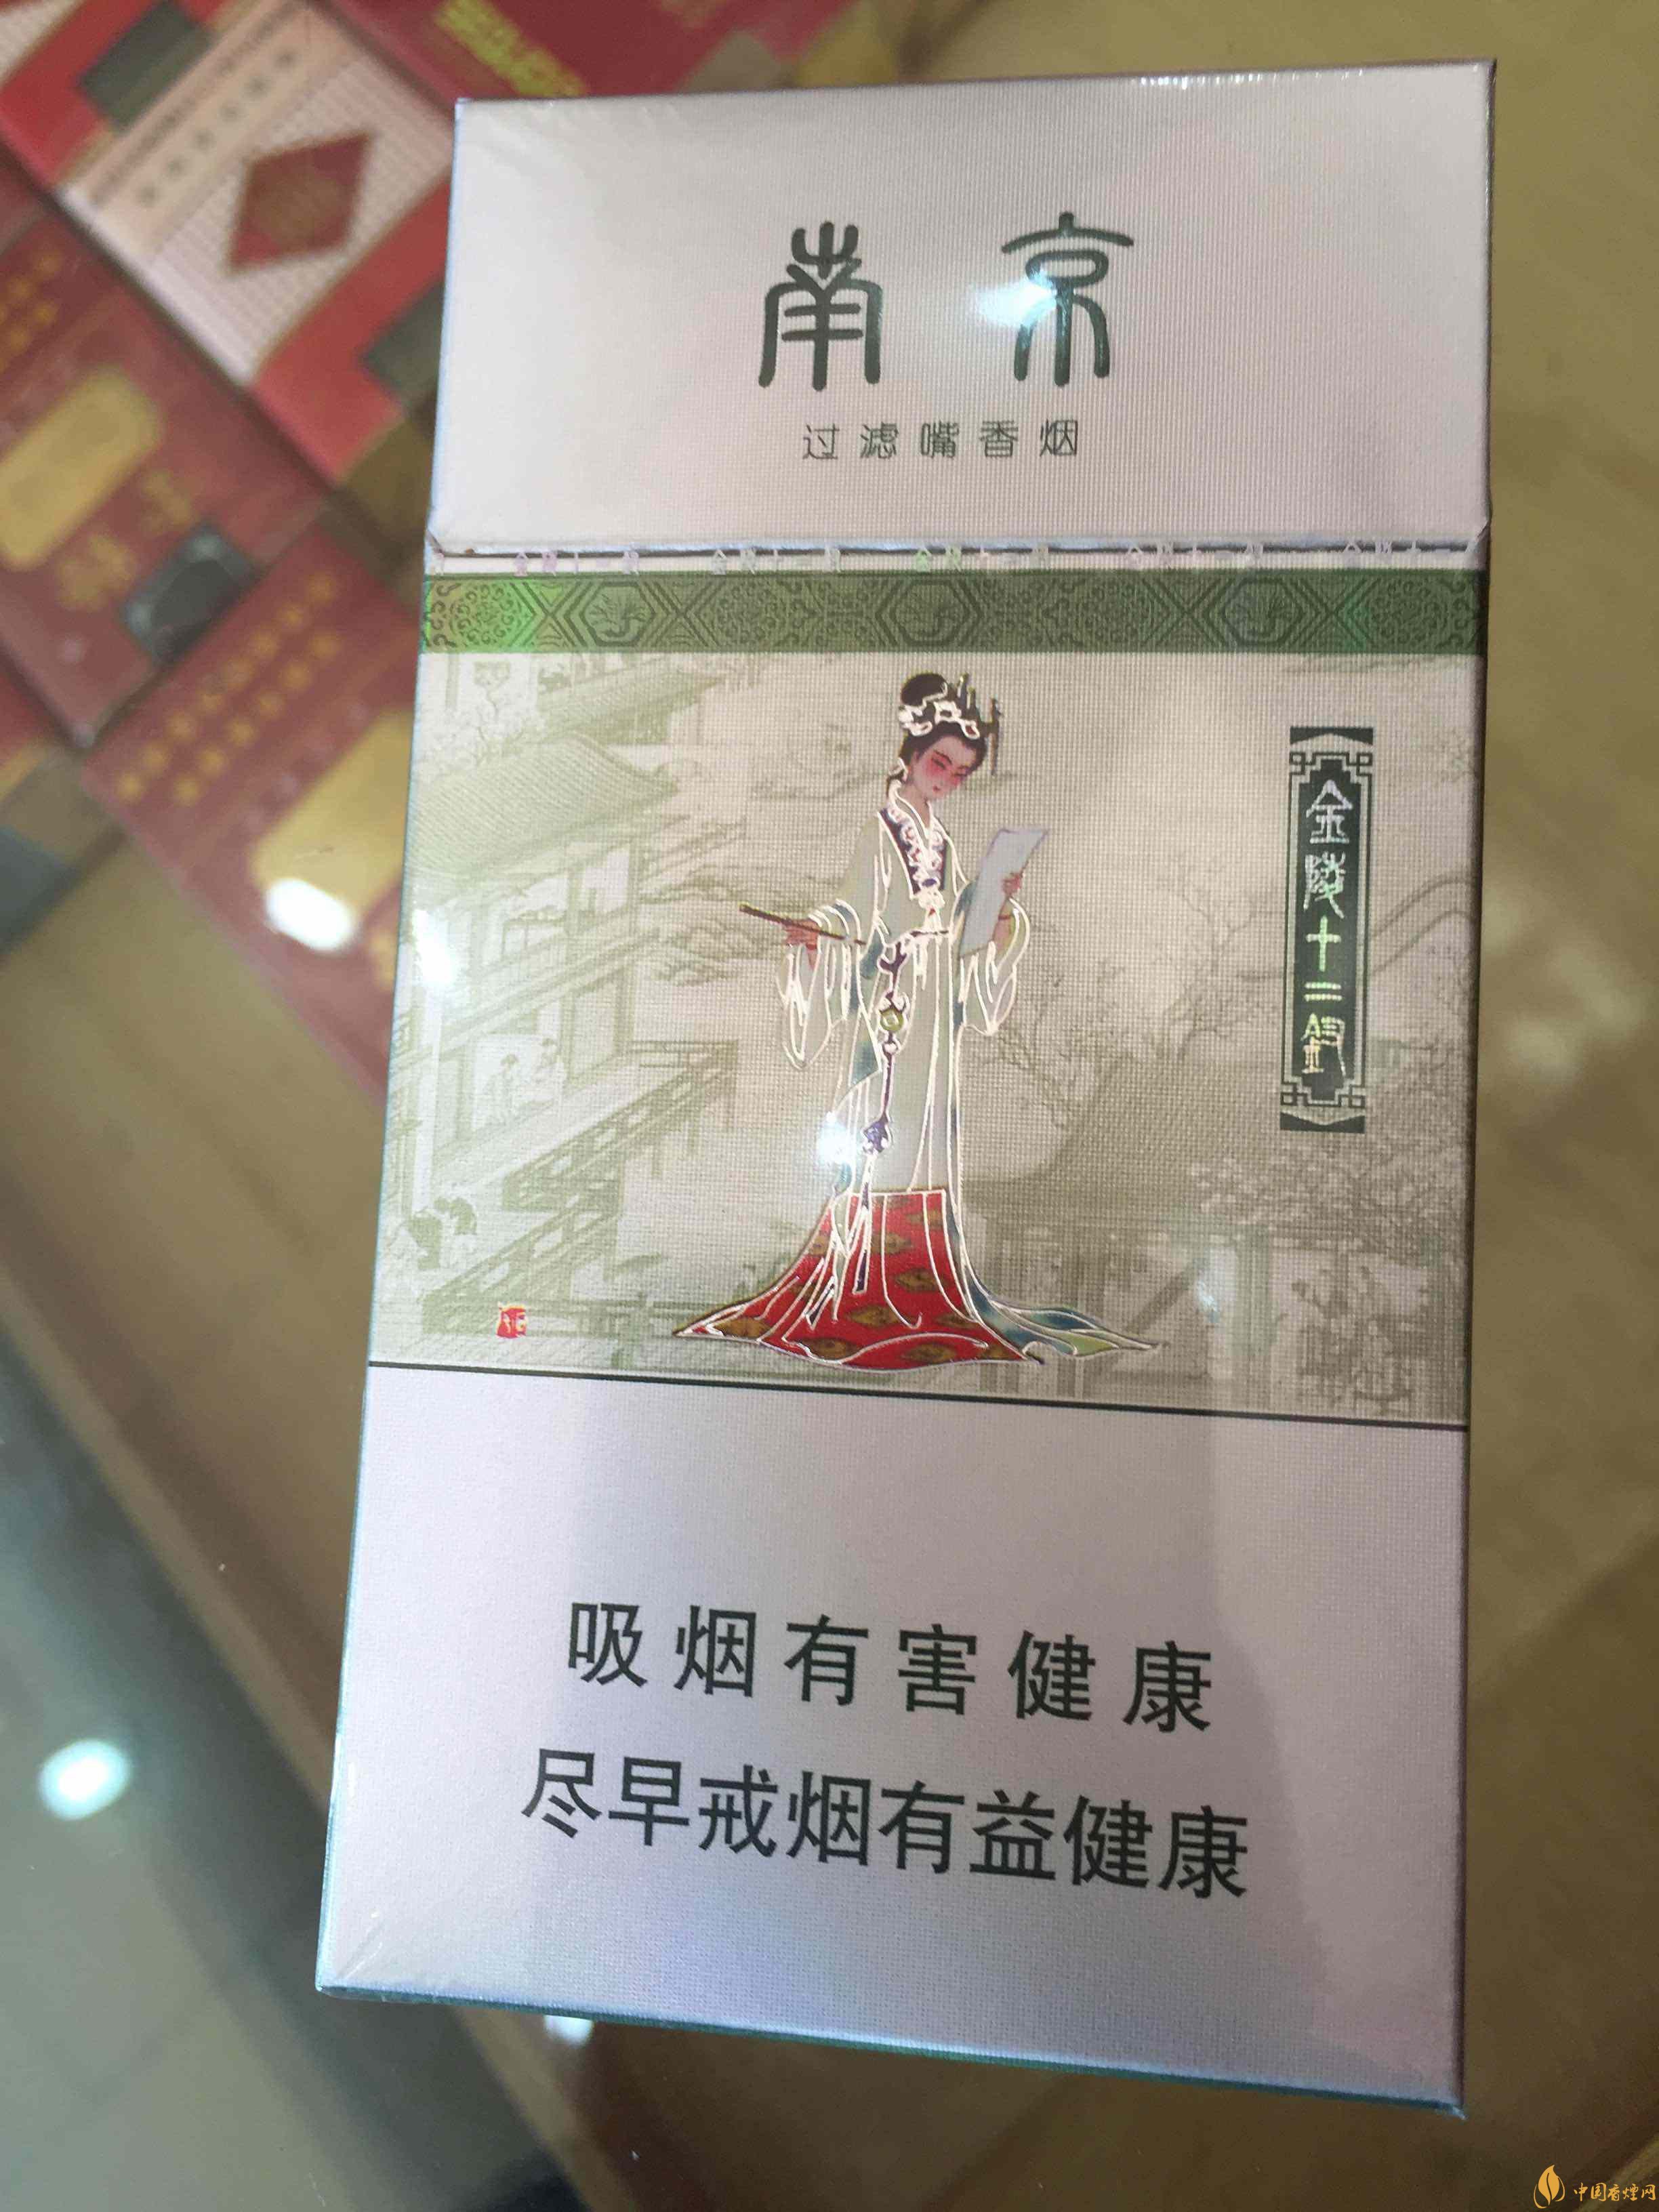 南京
过滤嘴香烟
金陵十二钗
吸烟有害健康
尽早戒烟有益健康
中国香烟网